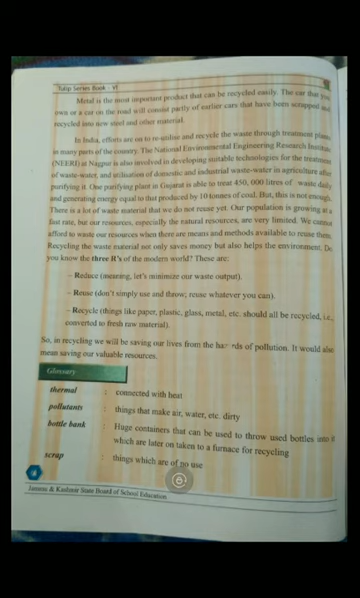 Tulip Series Book - VI
Metal is the most important product that can be recycled easily. The car that you
own or a car on the road will consist partly of earlier cars that have been scrapped and
recycled into new steel and other material.
In India, efforts are on to re-utilise and recycle the waste through treatment plants
in many parts of the country. The National Environmental Engineering Research Institute
(NEERI) at Nagpur is also involved in developing suitable technologies for the treatment
of waste-water, and utilisation of domestic and industrial waste-water in agriculture after
purifying it. One purifying plant in Gujarat is able to treat 450, 000 litres of waste daily
and generating energy equal to that produced by 10 tonnes of coal. But, this is not enough.
There is a lot of waste material that we do not reuse yet. Our population is growing at a
fast rate, but our resources, especially the natural resources, are very limited. We cannot
afford to waste our resources when there are means and methods available to reuse them.
Recycling the waste material not only saves money but also helps the environment. Do
you know the three R's of the modern world? These are:
– Reduce (meaning, let's minimize our waste output).
– Reuse (don't simply use and throw; reuse whatever you can).
– Recycle (things like paper, plastic, glass, metal, etc. should all be recycled, i.e.,
converted to fresh raw material).
So, in recycling we will be saving our lives from the ha rds of pollution. It would also
mean saving our valuable resources.
Glossary
thermal : connected with heat
pollutants : things that make air, water, etc. dirty
bottle bank : Huge containers that can be used to throw used bottles into it
which are later on taken to a furnace for recycling
scrap : things which are of no use
Jammu & Kashmir State Board of School Education